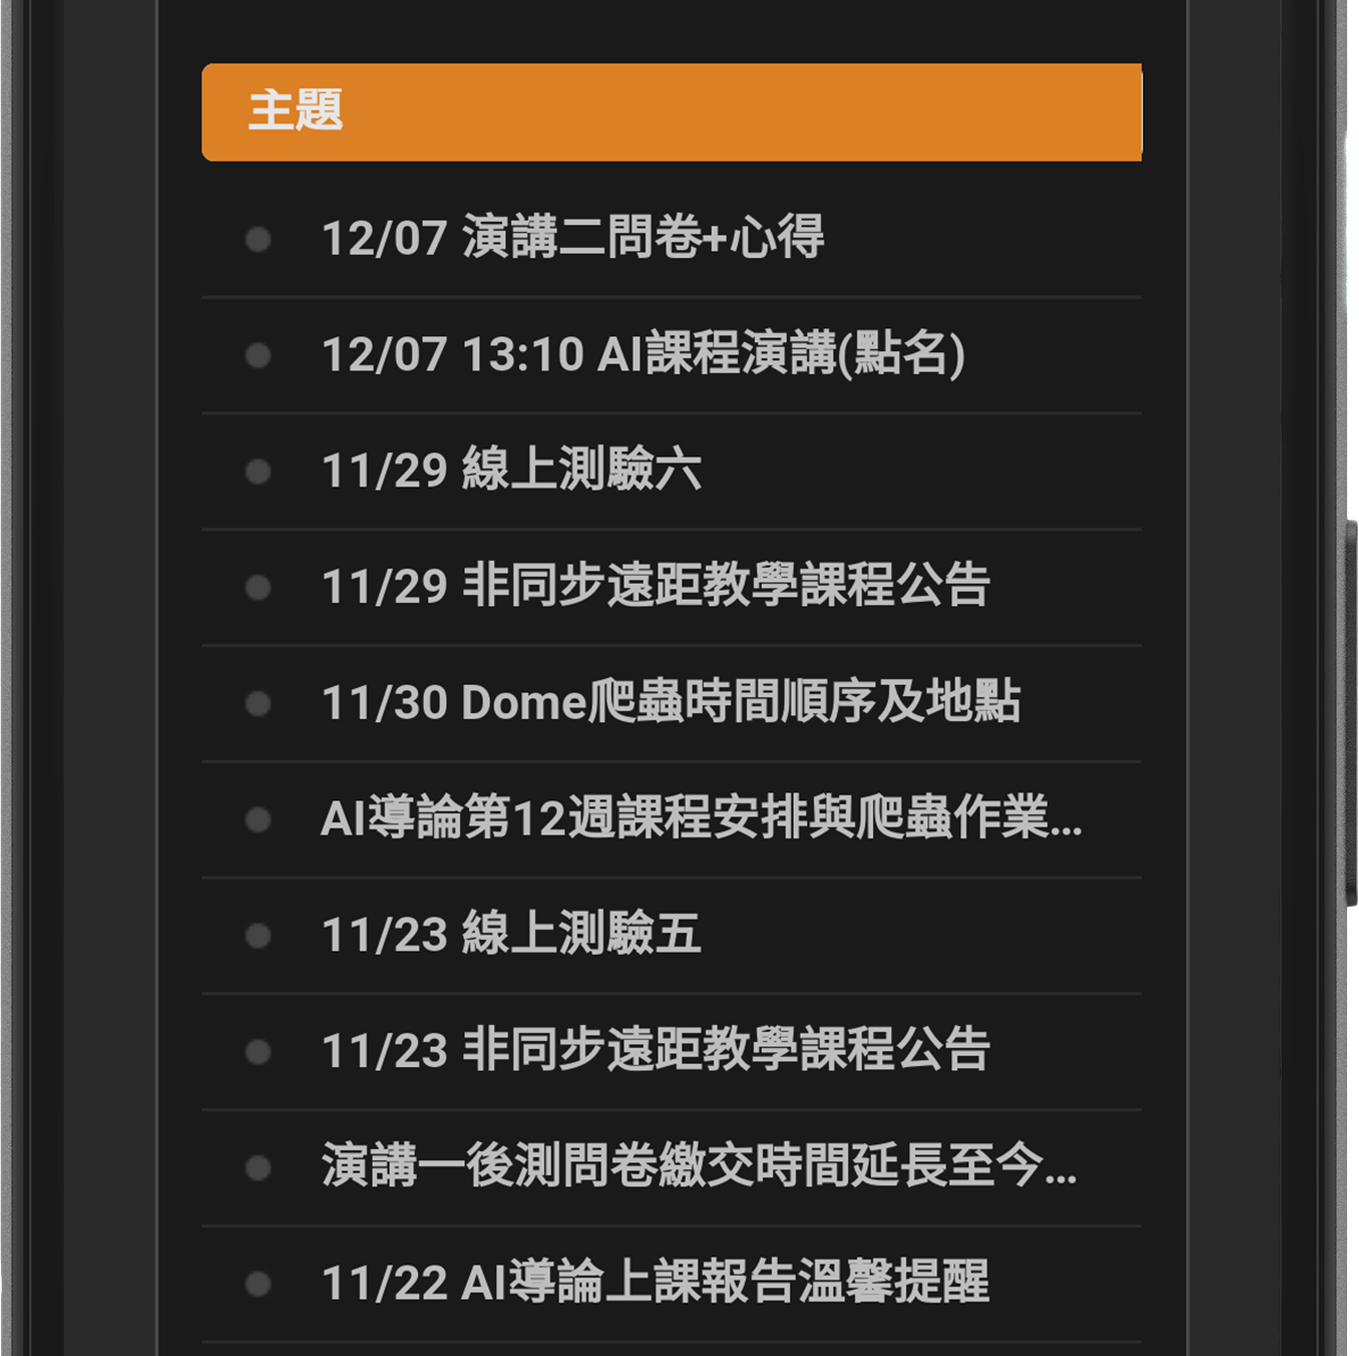 主題
12/07 演講二問卷+心得
12/07 13:10 AI課程演講(點名)
11/29 線上測驗六
11/29 非同步遠距教學課程公告
11/30 Dome爬蟲時間順序及地點
AI導論第12週課程安排與爬蟲作業...
11/23 線上測驗五
11/23 非同步遠距教學課程公告
演講一後測問卷繳交時間延長至今...
11/22 AI導論上課報告溫馨提醒